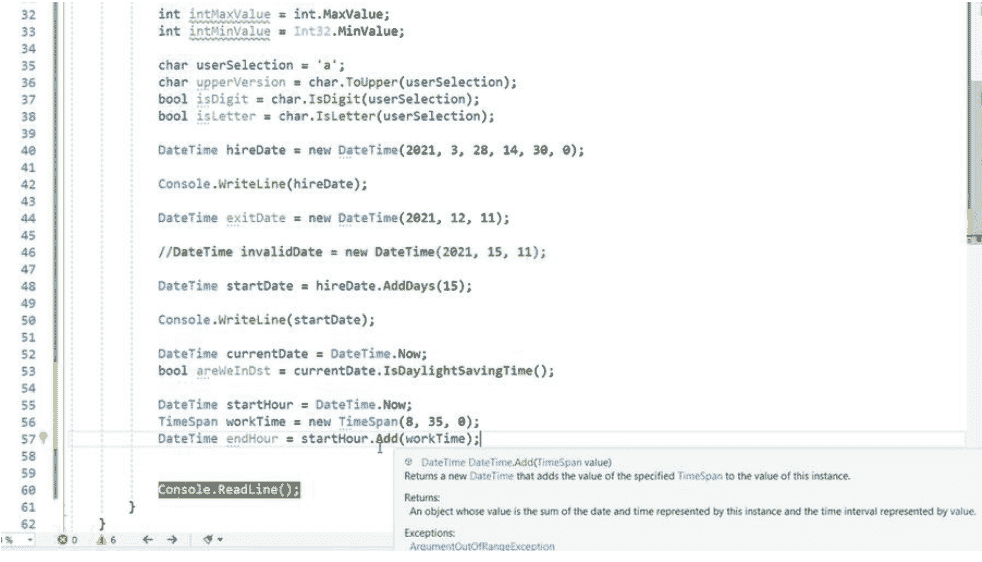 32 int intMaxValue = int.MaxValue;
33 int intMinValue = Int32.MinValue;
34
35 char userSelection = 'a';
36 char upperVersion = char.ToUpper(userSelection);
37 bool isDigit = char.IsDigit(userSelection);
38 bool isLetter = char.IsLetter(userSelection);
39
40 DateTime hireDate = new DateTime(2021, 3, 28, 14, 30, 0);
41
42 Console.WriteLine(hireDate);
43
44 DateTime exitDate = new DateTime(2021, 12, 11);
45
46 //DateTime invalidDate = new DateTime(2021, 15, 11);
47
48 DateTime startDate = hireDate.AddDays(15);
49
50 Console.WriteLine(startDate);
51
52 DateTime currentDate = DateTime.Now;
53 bool areWeInDst = currentDate.IsDaylightSavingTime();
54
55 DateTime startHour = DateTime.Now;
56 TimeSpan workTime = new TimeSpan(8, 35, 0);
57 DateTime endHour = startHour.Add(workTime);
58
DateTime DateTime.Add(TimeSpan value)
59
Returns a new DateTime that adds the value of the specified TimeSpan to the value of this instance.
60 Console.ReadLine();
Returns:
61 }
An object whose value is the sum of the date and time represented by this instance and the time interval represented by value.
62 }
Exceptions:
% 0 6
ArgumentOutOfRangeException